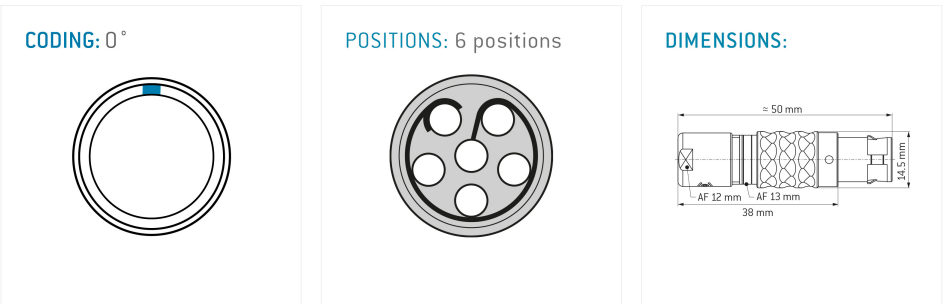 CODING: 0°
POSITIONS: 6 positions
DIMENSIONS:
≈ 50 mm
14.5 mm
AF 12 mm
AF 13 mm
38 mm